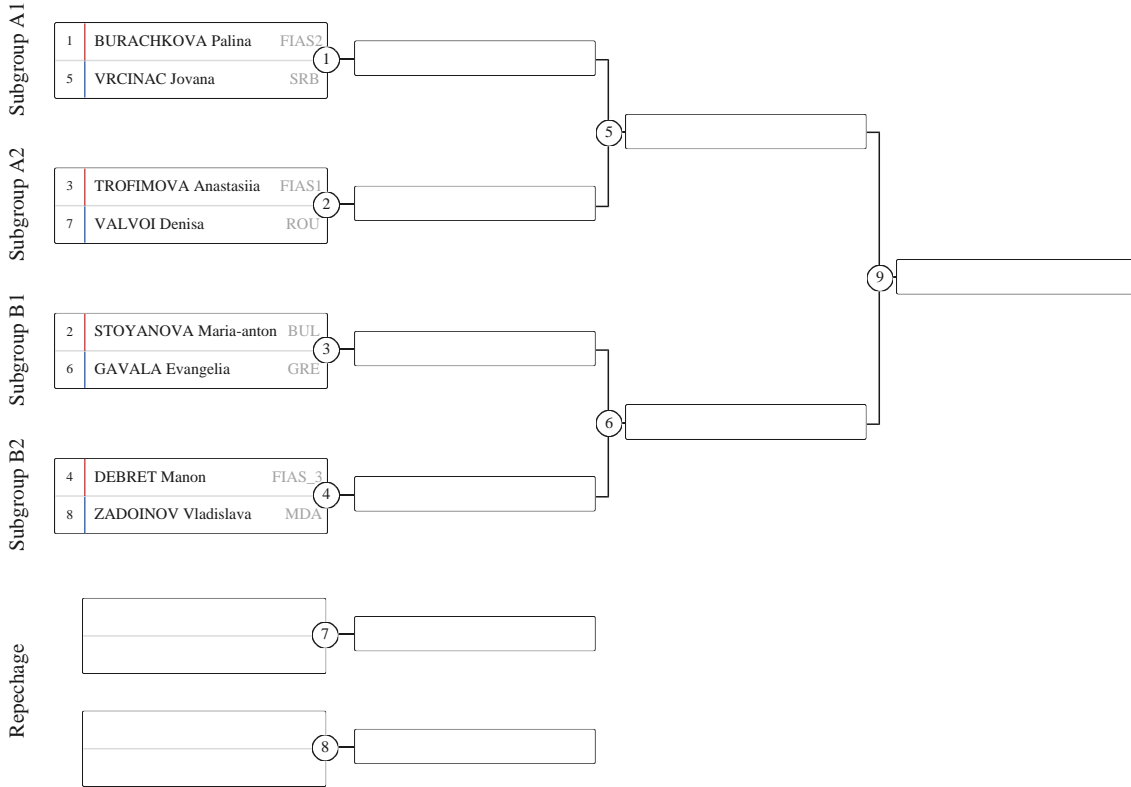 Subgroup A1
1 BURACHKOVA Palina FIAS2
5 VRCINAC Jovana SRB
1
5
Subgroup A2
3 TROFIMOVA Anastasiia FIAS1
7 VALVOI Denisa ROU
2
9
Subgroup B1
2 STOYANOVA Maria-anton BUL
6 GAVALA Evangelia GRE
3
6
Subgroup B2
4 DEBRET Manon FIAS_3
8 ZADOINOV Vladislava MDA
4
Repechage
7
8